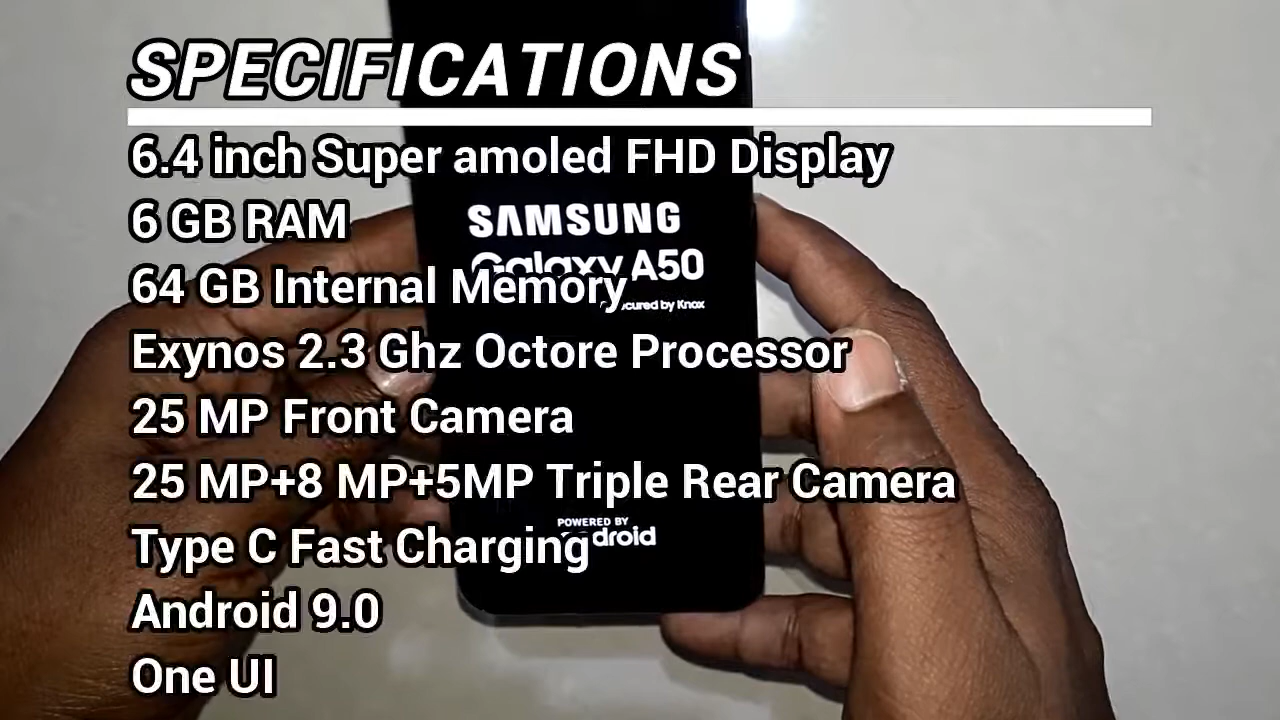 SPECIFICATIONS
6.4 inch Super amoled FHD Display
6 GB RAM
SAMSUNG
Galaxy A50
64 GB Internal Memory
by Knox
Exynos 2.3 Ghz Octore Processor
25 MP Front Camera
25 MP+8 MP+5MP Triple Rear Camera
POWERED BY
Type C Fast Charging
Android 9.0
One UI